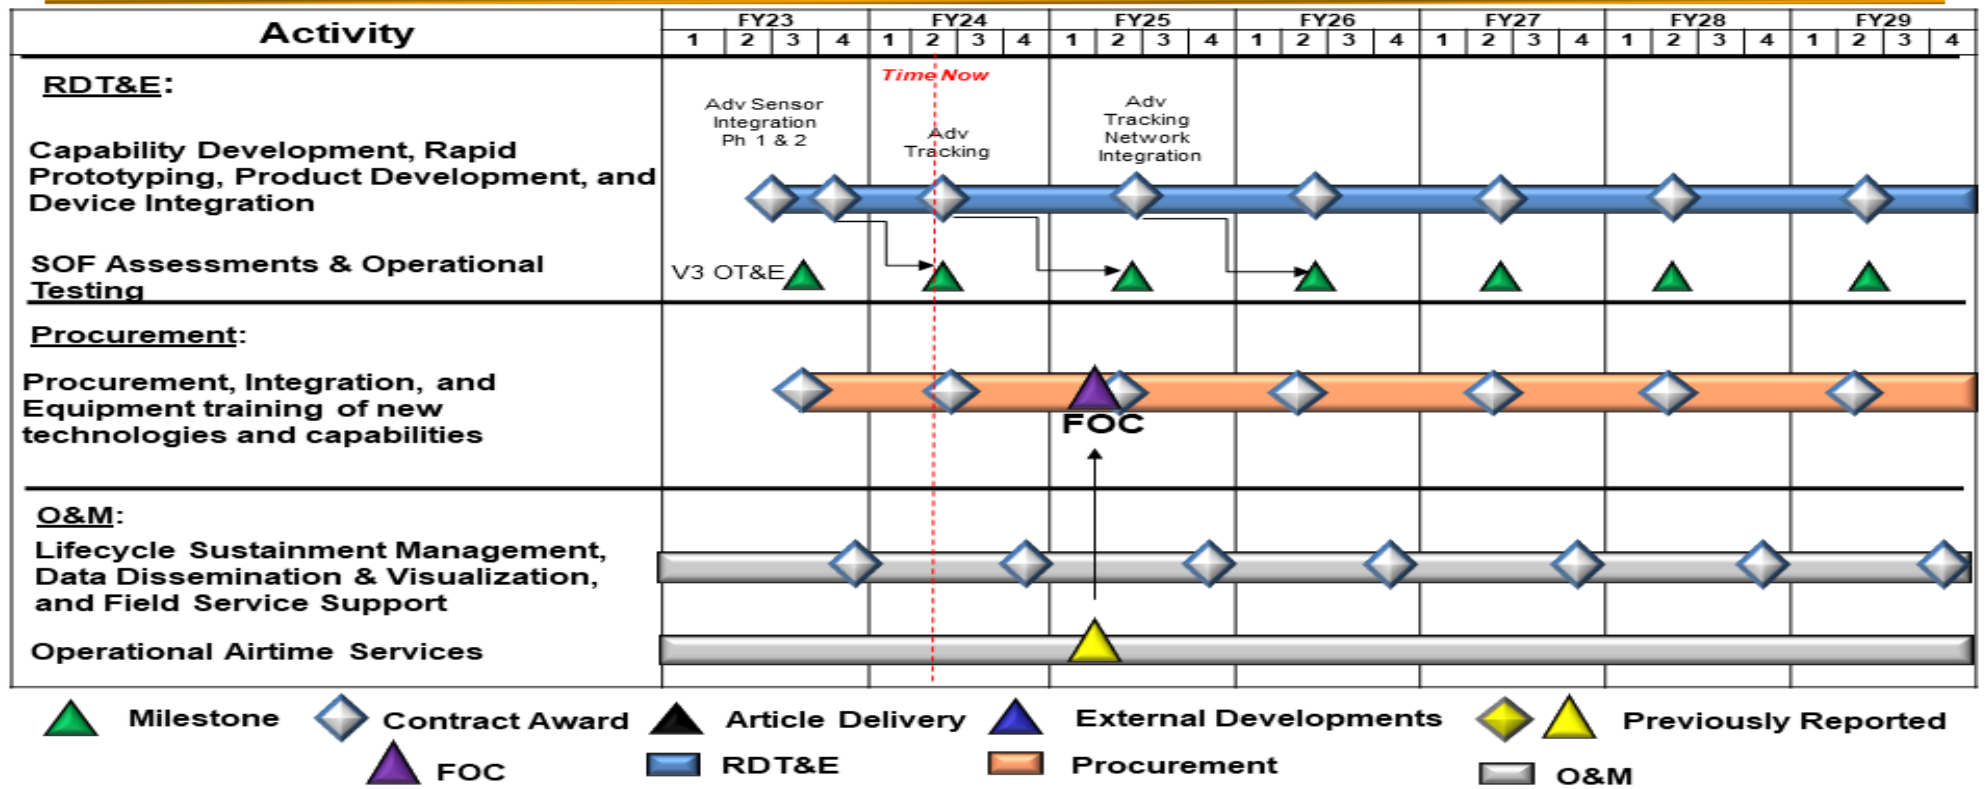 Activity
FY23 FY24 FY25 FY26 FY27 FY28 FY29
1 2 3 4 1 2 3 4 1 2 3 4 1 2 3 4 1 2 3 4 1 2 3 4 1 2 3 4
RDT&E:
Time Now
Adv Sensor
Integration
Ph 1 & 2
Adv
Tracking
Adv
Tracking
Network
Integration
Capability Development, Rapid
Prototyping, Product Development, and
Device Integration
SOF Assessments & Operational
Testing
V3 OT&E
Procurement:
Procurement, Integration, and
Equipment training of new
technologies and capabilities
FOC
O&M:
Lifecycle Sustainment Management,
Data Dissemination & Visualization,
and Field Service Support
Operational Airtime Services
Milestone Contract Award Article Delivery External Developments Previously Reported
FOC RDT&E Procurement O&M